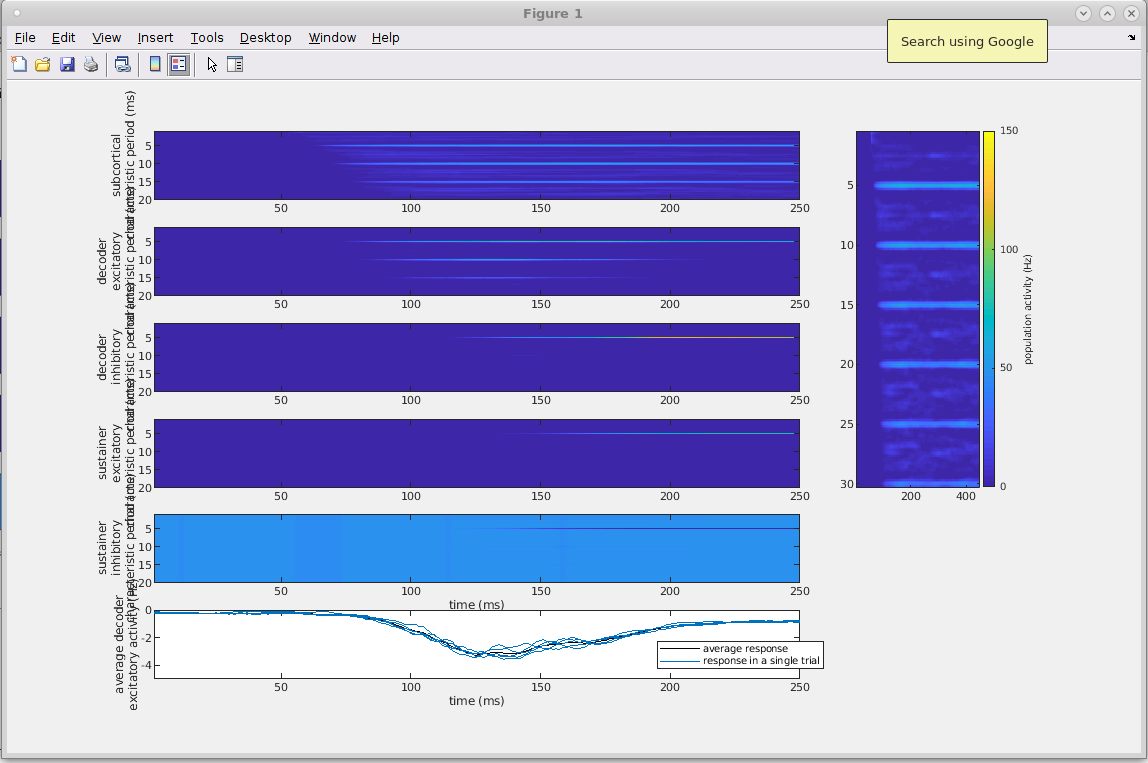 Figure 1
File Edit View Insert Tools Desktop Window Help
Search using Google
subcortical
characteristic period (ms)
5
10
15
20
50 100 150 200 250
decoder
excitatory
characteristic period (ms)
5
10
15
20
50 100 150 200 250
decoder
inhibitory
characteristic period (ms)
5
10
15
20
50 100 150 200 250
sustainer
excitatory
characteristic period (ms)
5
10
15
20
50 100 150 200 250
sustainer
inhibitory
characteristic period (ms)
5
10
15
20
50 100 150 200 250
time (ms)
average decoder
excitatory activity (Hz)
0
-2
-4
average response
response in a single trial
50 100 150 200 250
time (ms)
5
10
15
20
25
30
200 400
150
100
50
0
population activity (Hz)